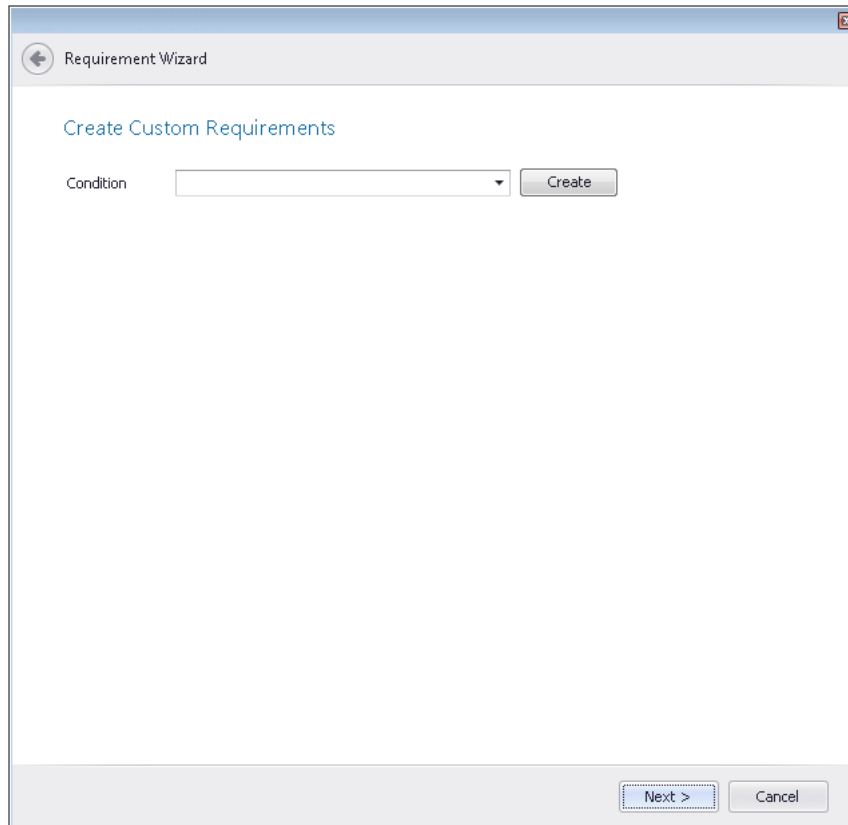 Requirement Wizard
Create Custom Requirements
Condition Create
Next > Cancel